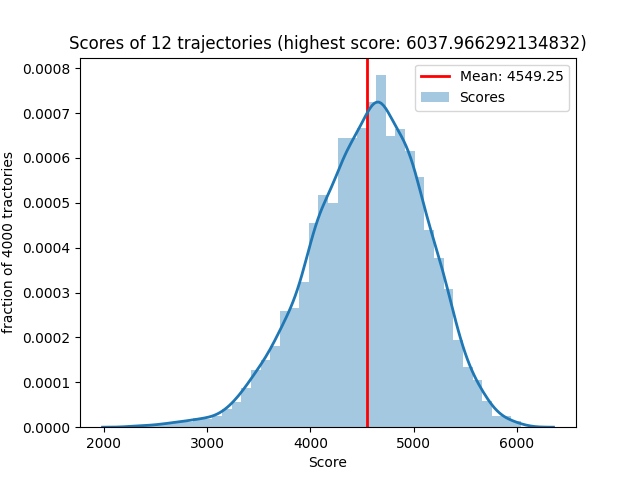 Scores of 12 trajectories (highest score: 6037.966292134832)
Mean: 4549.25
Scores
0.0008
0.0007
0.0006
0.0005
0.0004
0.0003
0.0002
0.0001
0.0000
fraction of 4000 tractories
2000 3000 4000 5000 6000
Score